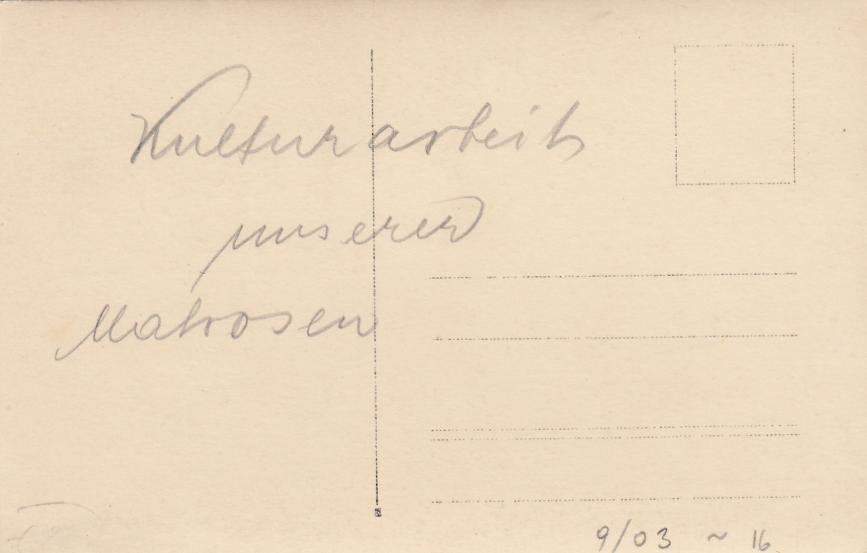 Kulturarbeit
unserer
Matrosen
9/03 ~ 16